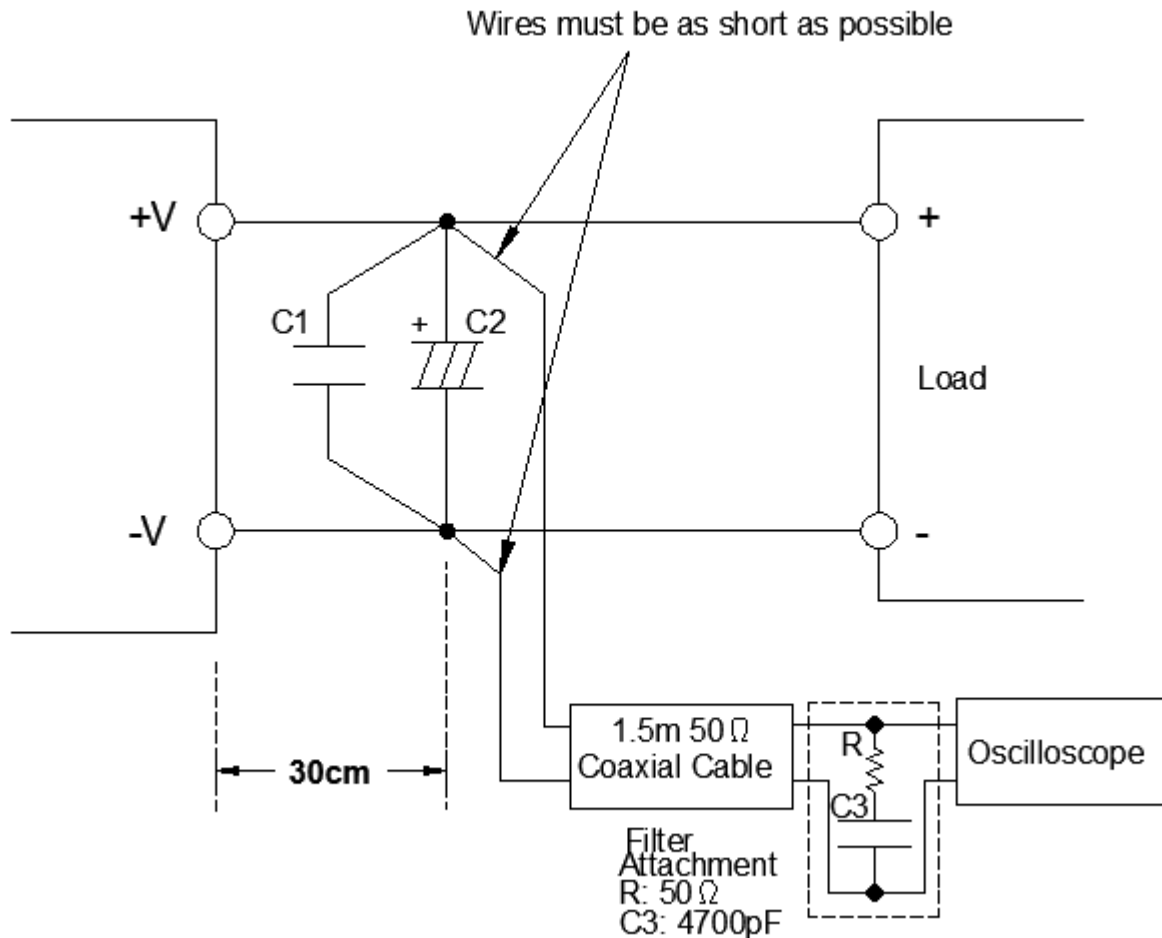 Wires must be as short as possible
+V
+
C1
+
C2
Load
-V
-
1.5m 50Ω
Coaxial Cable
R
Oscilloscope
30cm
C3
Filter
Attachment
R: 50Ω
C3: 4700pF